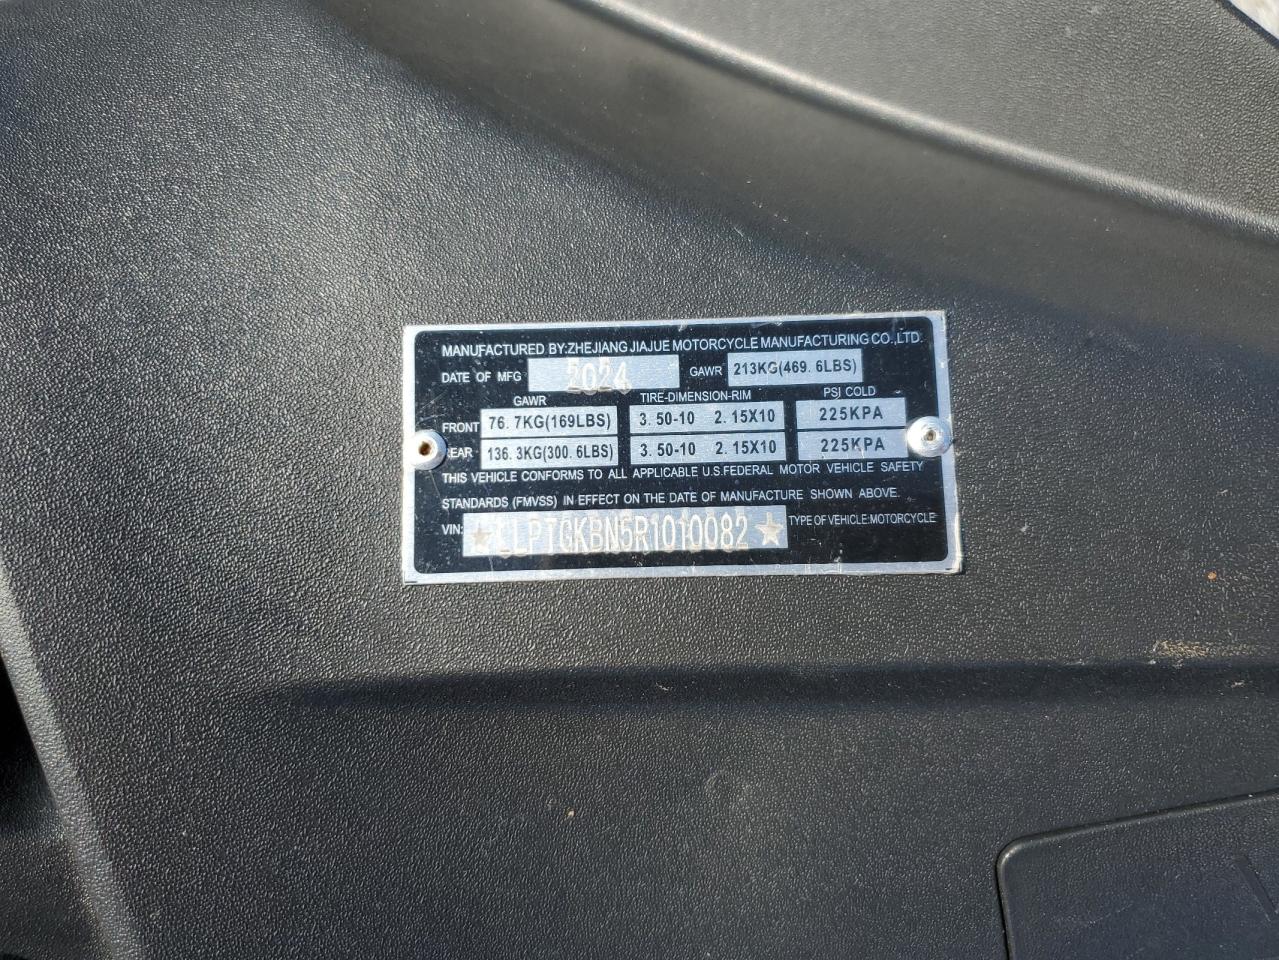 MANUFACTURED BY:ZHEJIANG JIAJUE MOTORCYCLE MANUFACTURING CO.,LTD.
DATE OF MFG 2024 GAWR 213KG(469.6LBS)
GAWR TIRE-DIMENSION-RIM PSI COLD
FRONT 76.7KG(169LBS) 3.50-10 2.15X10 225KPA
REAR 136.3KG(300.6LBS) 3.50-10 2.15X10 225KPA
THIS VEHICLE CONFORMS TO ALL APPLICABLE U.S.FEDERAL MOTOR VEHICLE SAFETY
STANDARDS (FMVSS) IN EFFECT ON THE DATE OF MANUFACTURE SHOWN ABOVE.
VIN: ★LLPTGKBN5R1010082★ TYPE OF VEHICLE:MOTORCYCLE